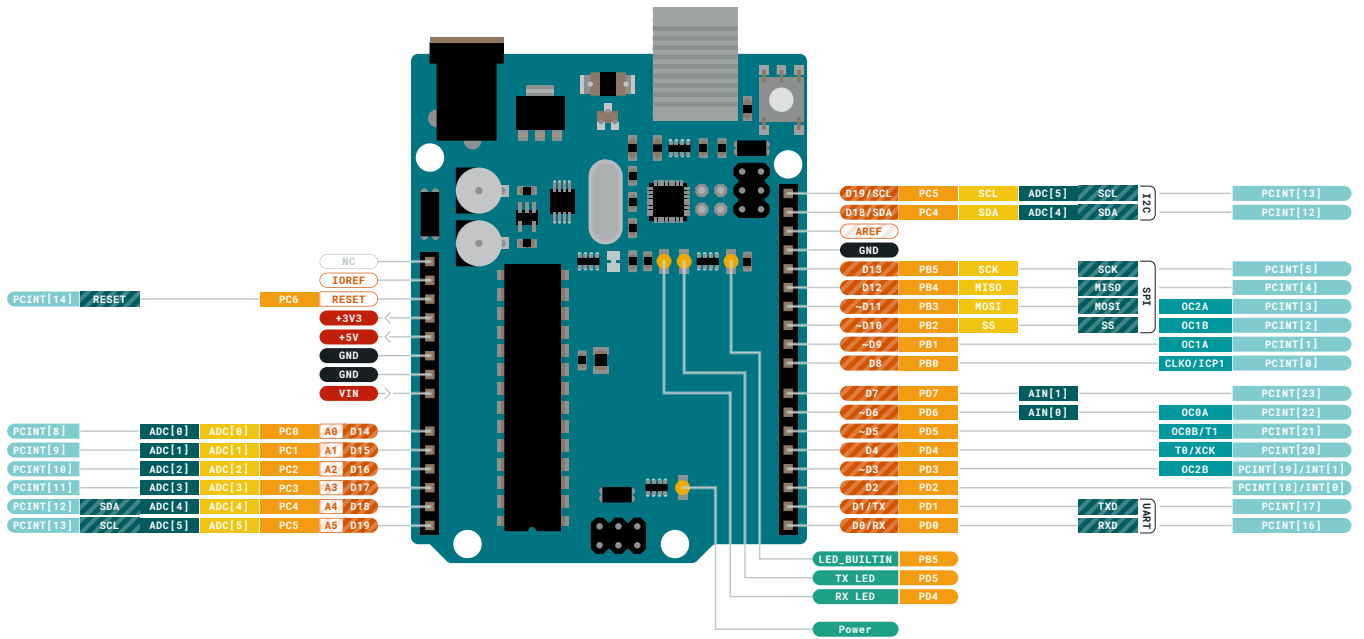 NC
IOREF
PCINT[14] RESET PC6 RESET
+3V3
+5V
GND
GND
VIN
PCINT[8] ADC[0] ADC[0] PC0 A0 D14
PCINT[9] ADC[1] ADC[1] PC1 A1 D15
PCINT[10] ADC[2] ADC[2] PC2 A2 D16
PCINT[11] ADC[3] ADC[3] PC3 A3 D17
PCINT[12] SDA ADC[4] ADC[4] PC4 A4 D18
PCINT[13] SCL ADC[5] ADC[5] PC5 A5 D19
D19/SCL PC5 SCL ADC[5] SCL PCINT[13]
D18/SDA PC4 SDA ADC[4] SDA PCINT[12]
I2C
AREF
GND
D13 PB5 SCK SCK PCINT[5]
D12 PB4 MISO MISO PCINT[4]
~D11 PB3 MOSI MOSI OC2A PCINT[3]
~D10 PB2 SS SS OC1B PCINT[2]
SPI
~D9 PB1 OC1A PCINT[1]
D8 PB0 CLKO/ICP1 PCINT[0]
D7 PD7 AIN[1] PCINT[23]
~D6 PD6 AIN[0] OC0A PCINT[22]
~D5 PD5 OC0B/T1 PCINT[21]
D4 PD4 T0/XCK PCINT[20]
~D3 PD3 OC2B PCINT[19]/INT[1]
D2 PD2 PCINT[18]/INT[0]
D1/TX PD1 TXD PCINT[17]
D0/RX PD0 RXD PCINT[16]
UART
LED_BUILTIN PB5
TX LED PD5
RX LED PD4
Power